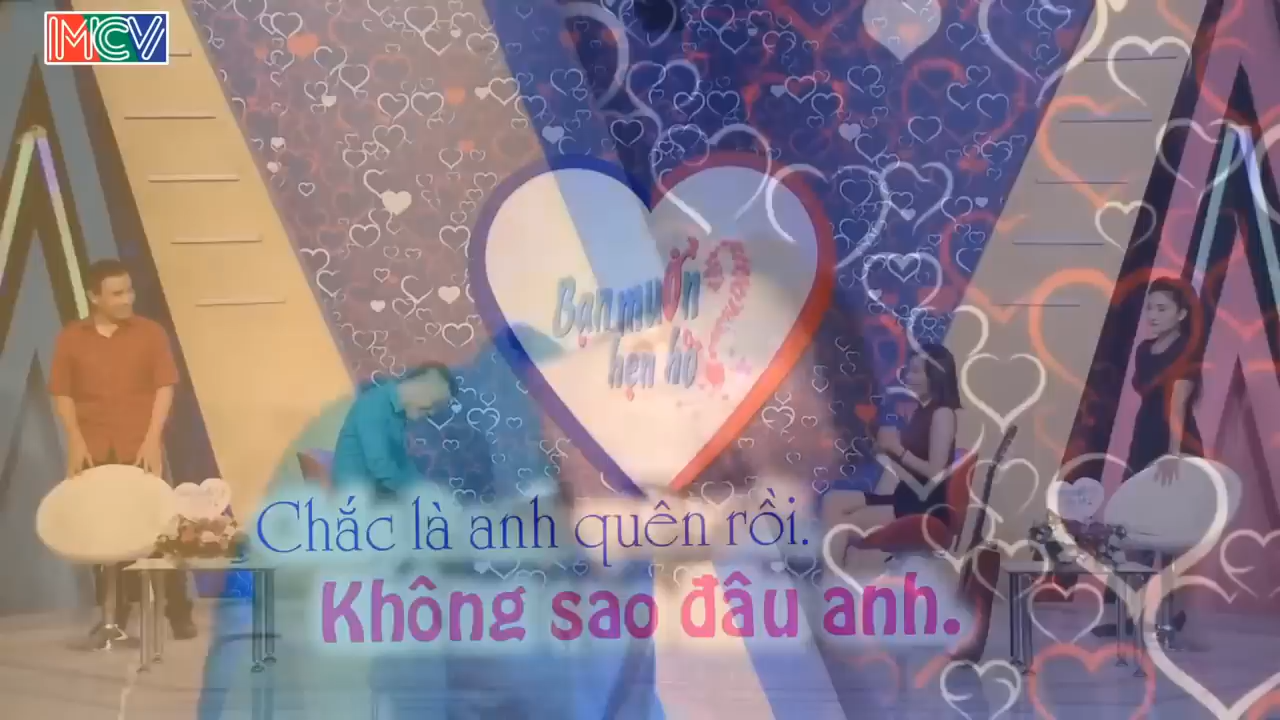 MCV
Bạn muốn
hẹn hò
Chắc là anh quên rồi.
Không sao đâu anh.